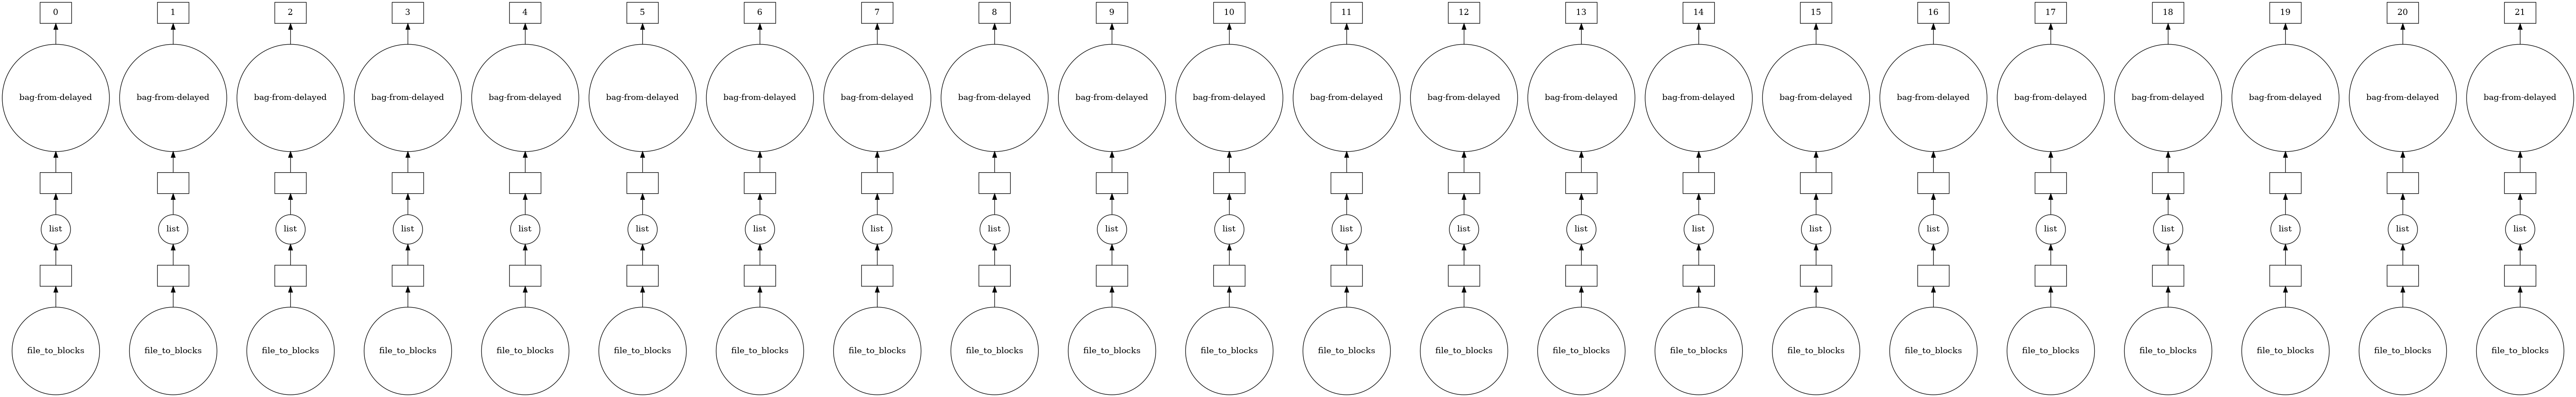 0 1 2 3 4 5 6 7 8 9 10 11 12 13 14 15 16 17 18 19 20 21
bag-from-delayed bag-from-delayed bag-from-delayed bag-from-delayed bag-from-delayed bag-from-delayed bag-from-delayed bag-from-delayed bag-from-delayed bag-from-delayed bag-from-delayed bag-from-delayed bag-from-delayed bag-from-delayed bag-from-delayed bag-from-delayed bag-from-delayed bag-from-delayed bag-from-delayed bag-from-delayed bag-from-delayed bag-from-delayed
list list list list list list list list list list list list list list list list list list list list list list
file_to_blocks file_to_blocks file_to_blocks file_to_blocks file_to_blocks file_to_blocks file_to_blocks file_to_blocks file_to_blocks file_to_blocks file_to_blocks file_to_blocks file_to_blocks file_to_blocks file_to_blocks file_to_blocks file_to_blocks file_to_blocks file_to_blocks file_to_blocks file_to_blocks file_to_blocks